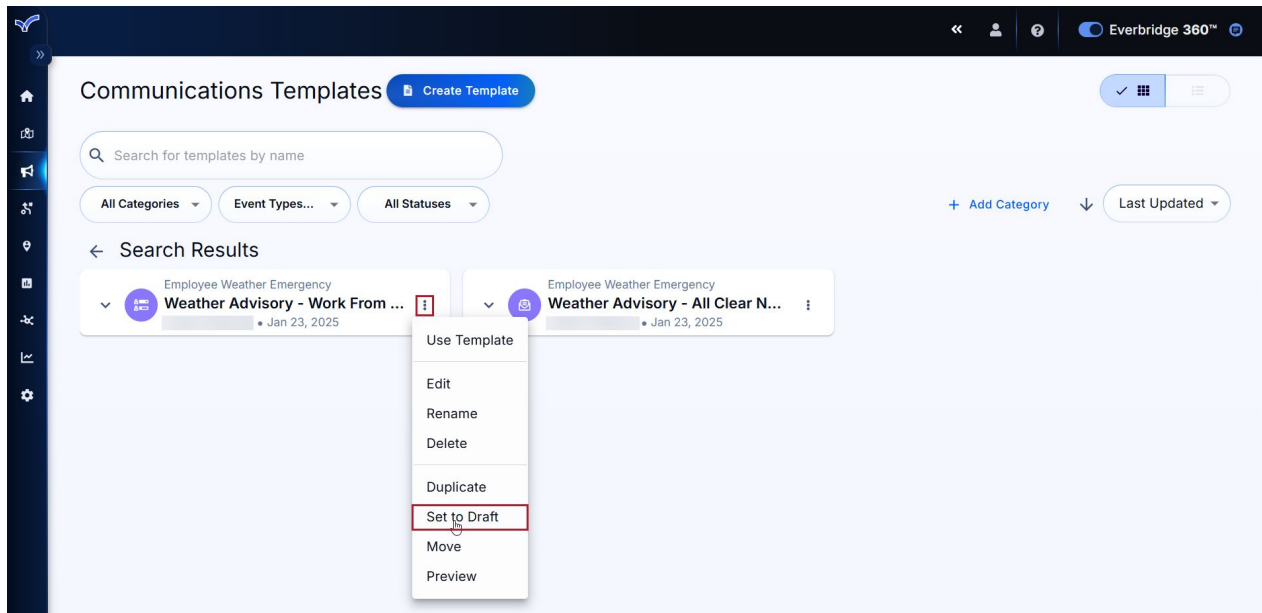 Everbridge 360™
Communications Templates
Create Template
Search for templates by name
All Categories
Event Types...
All Statuses
+ Add Category
Last Updated
Search Results
Employee Weather Emergency
Weather Advisory - Work From ...
• Jan 23, 2025
Employee Weather Emergency
Weather Advisory - All Clear N...
• Jan 23, 2025
Use Template
Edit
Rename
Delete
Duplicate
Set to Draft
Move
Preview